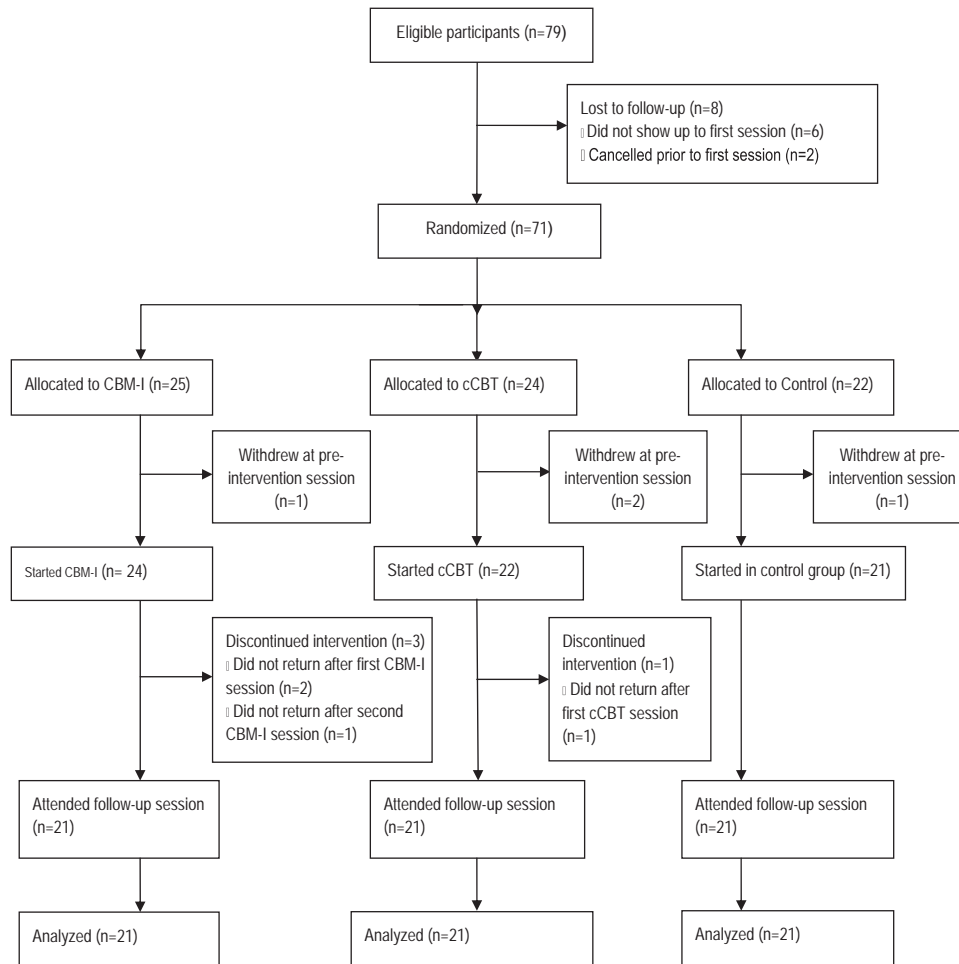 Eligible participants (n=79)
Lost to follow-up (n=8)
▯ Did not show up to first session (n=6)
▯ Cancelled prior to first session (n=2)
Randomized (n=71)
Allocated to CBM-I (n=25)
Allocated to cCBT (n=24)
Allocated to Control (n=22)
Withdrew at pre-
intervention session
(n=1)
Withdrew at pre-
intervention session
(n=2)
Withdrew at pre-
intervention session
(n=1)
Started CBM-I (n= 24)
Started cCBT (n=22)
Started in control group (n=21)
Discontinued intervention (n=3)
▯ Did not return after first CBM-I
session (n=2)
▯ Did not return after second
CBM-I session (n=1)
Discontinued
intervention (n=1)
▯ Did not return after
first cCBT session
(n=1)
Attended follow-up session
(n=21)
Attended follow-up session
(n=21)
Attended follow-up session
(n=21)
Analyzed (n=21)
Analyzed (n=21)
Analyzed (n=21)